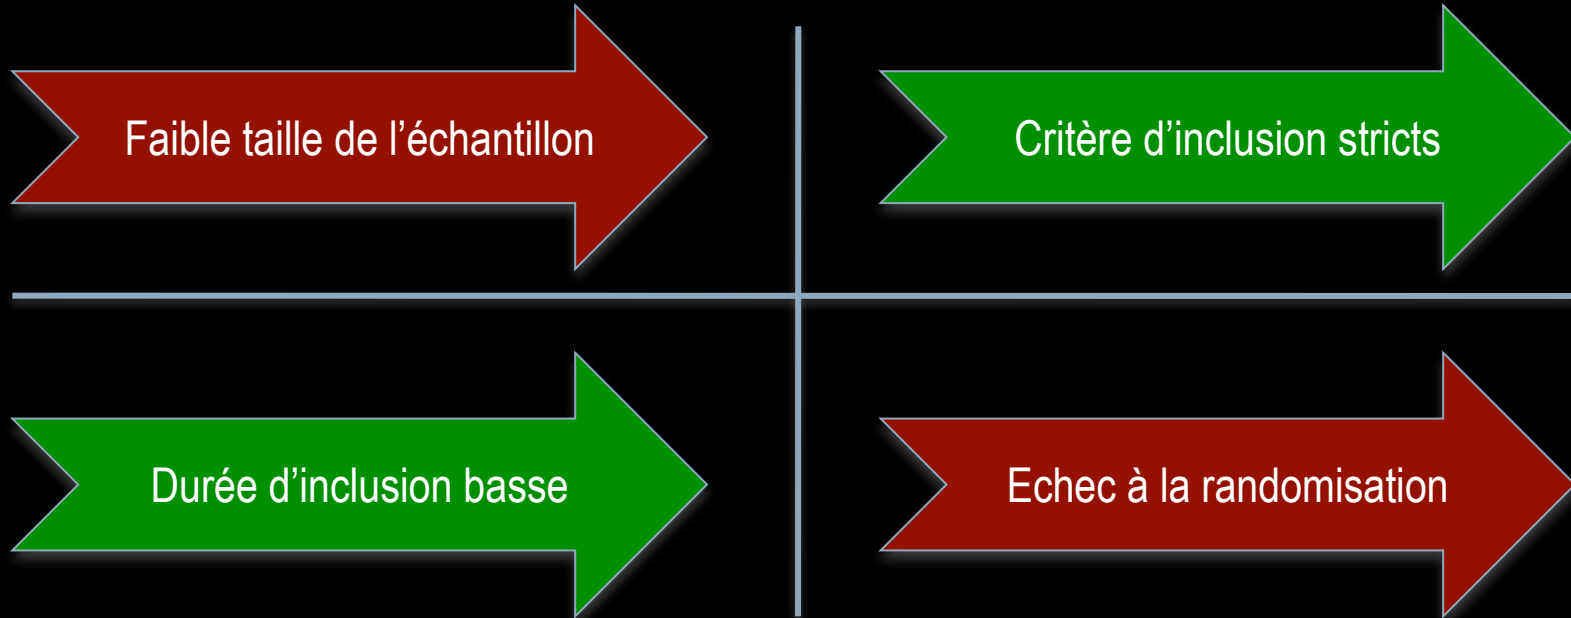 Faible taille de l’échantillon
Critère d’inclusion stricts
Durée d’inclusion basse
Echec à la randomisation